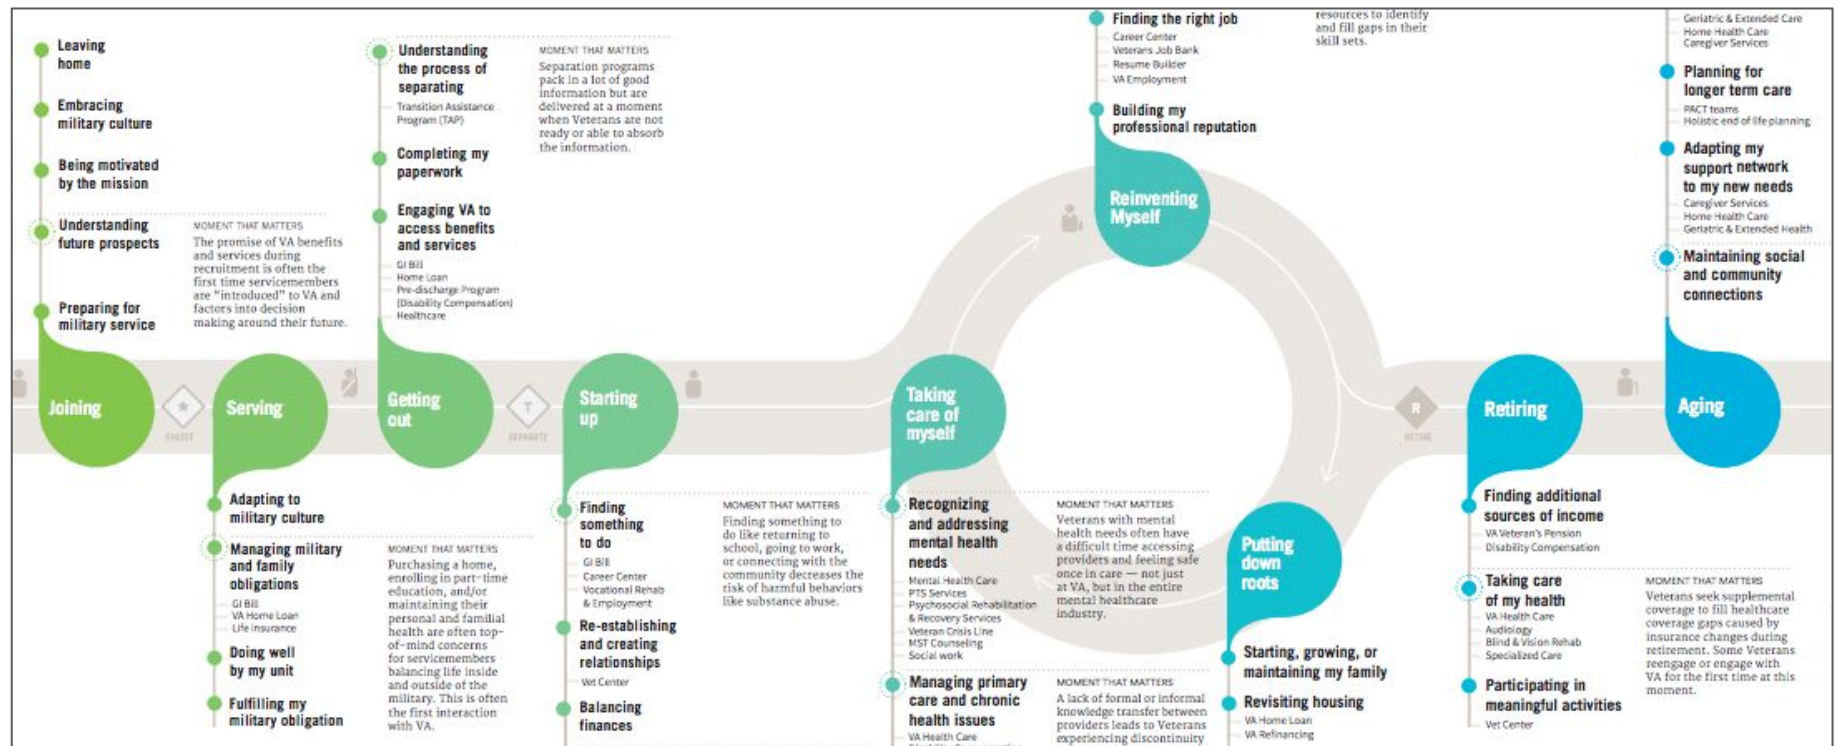 Leaving
home
Embracing
military culture
Being motivated
by the mission
Understanding
future prospects
MOMENT THAT MATTERS
The promise of VA benefits
and services during
recruitment is often the
first time servicemembers
are "introduced" to VA and
factors into decision
making around their future.
Preparing for
military service
Joining
ENLIST
Serving
Adapting to
military culture
Managing military
and family
obligations
GI Bill
VA Home Loan
Life Insurance
MOMENT THAT MATTERS
Purchasing a home,
enrolling in part-time
education, and/or
maintaining their
personal and familial
health are often top-
of-mind concerns
for servicemembers
balancing life inside
and outside of the
military. This is often
the first interaction
with VA.
Doing well
by my unit
Fulfilling my
military obligation
Understanding
the process of
separating
Transition Assistance
Program (TAP)
MOMENT THAT MATTERS
Separation programs
pack in a lot of good
information but are
delivered at a moment
when Veterans are not
ready or able to absorb
the information.
Completing my
paperwork
Engaging VA to
access benefits
and services
GI Bill
Home Loan
Pre-discharge Program
(Disability Compensation)
Healthcare
Getting
out
T
SEPARATE
Starting
up
Finding
something
to do
GI Bill
Career Center
Vocational Rehab
& Employment
MOMENT THAT MATTERS
Finding something to
do like returning to
school, going to work,
or connecting with the
community decreases the
risk of harmful behaviors
like substance abuse.
Re-establishing
and creating
relationships
Vet Center
Balancing
finances
Taking
care of
myself
Recognizing
and addressing
mental health
needs
Mental Health Care
PTS Services
Psychosocial Rehabilitation
& Recovery Services
Veteran Crisis Line
MST Counseling
Social work
MOMENT THAT MATTERS
Veterans with mental
health needs often have
a difficult time accessing
providers and feeling safe
once in care — not just
at VA, but in the entire
mental healthcare
industry.
Managing primary
care and chronic
health issues
VA Health Care
MOMENT THAT MATTERS
A lack of formal or informal
knowledge transfer between
providers leads to Veterans
experiencing discontinuity
Finding the right job
Career Center
Veterans Job Bank
Resume Builder
VA Employment
resources to identify
and fill gaps in their
skill sets.
Building my
professional reputation
Reinventing
Myself
Putting
down
roots
Starting, growing, or
maintaining my family
Revisiting housing
VA Home Loan
VA Refinancing
R
RETIRE
Retiring
Finding additional
sources of income
VA Veteran's Pension
Disability Compensation
Taking care
of my health
VA Health Care
Audiology
Blind & Vision Rehab
Specialized Care
MOMENT THAT MATTERS
Veterans seek supplemental
coverage to fill healthcare
coverage gaps caused by
insurance changes during
retirement. Some Veterans
reengage or engage with
VA for the first time at this
moment.
Participating in
meaningful activities
Vet Center
Geriatric & Extended Care
Home Health Care
Caregiver Services
Planning for
longer term care
PACT teams
Holistic end of life planning
Adapting my
support network
to my new needs
Caregiver Services
Home Health Care
Geriatric & Extended Health
Maintaining social
and community
connections
Aging